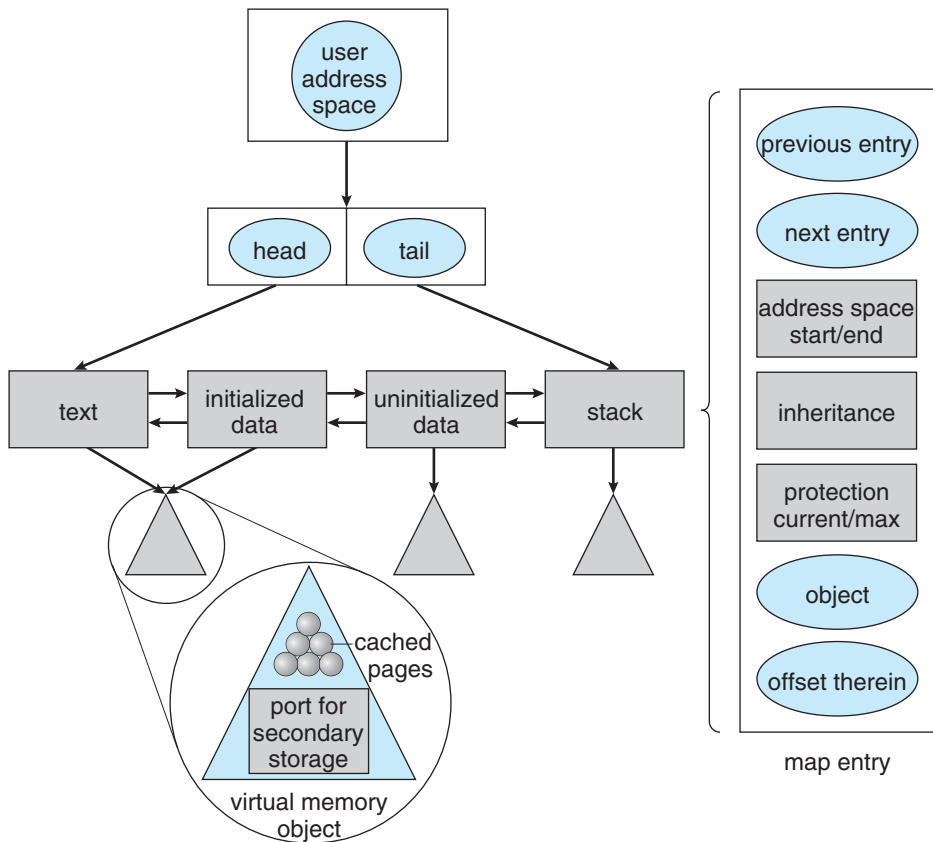 user
address
space
head
tail
text
initialized
data
uninitialized
data
stack
cached
pages
port for
secondary
storage
virtual memory
object
previous entry
next entry
address space
start/end
inheritance
protection
current/max
object
offset therein
map entry